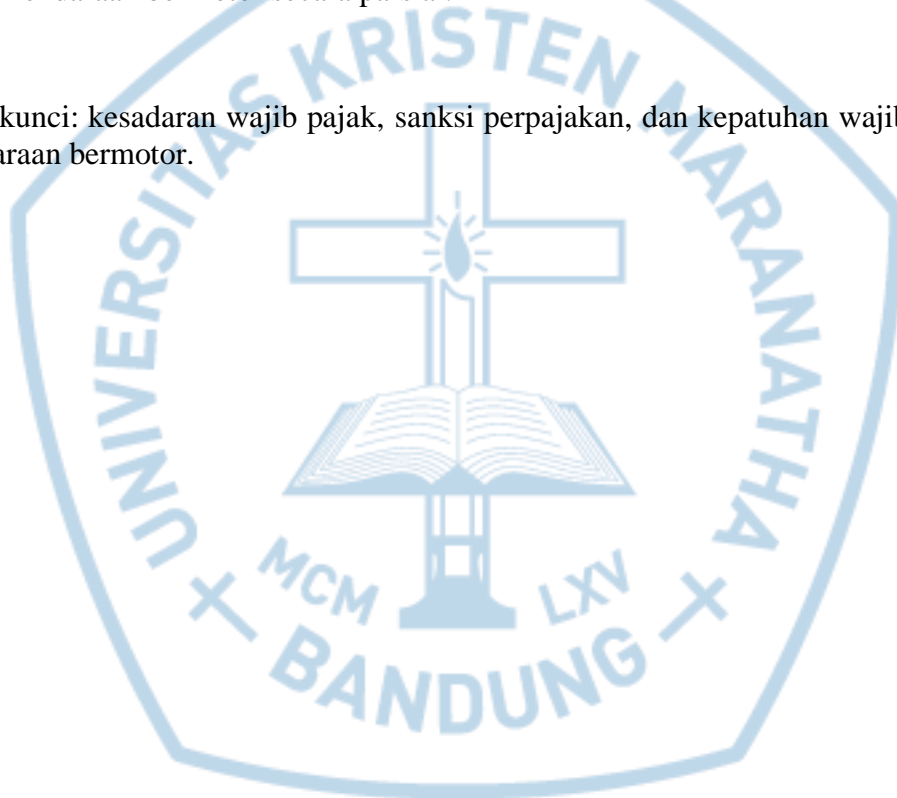 kunci: kesadaran wajib pajak, sanksi perpajakan, dan kepatuhan wajib
araan bermotor.
UNIVERSITAS KRISTEN MARANATHA
MCM LXV
BANDUNG